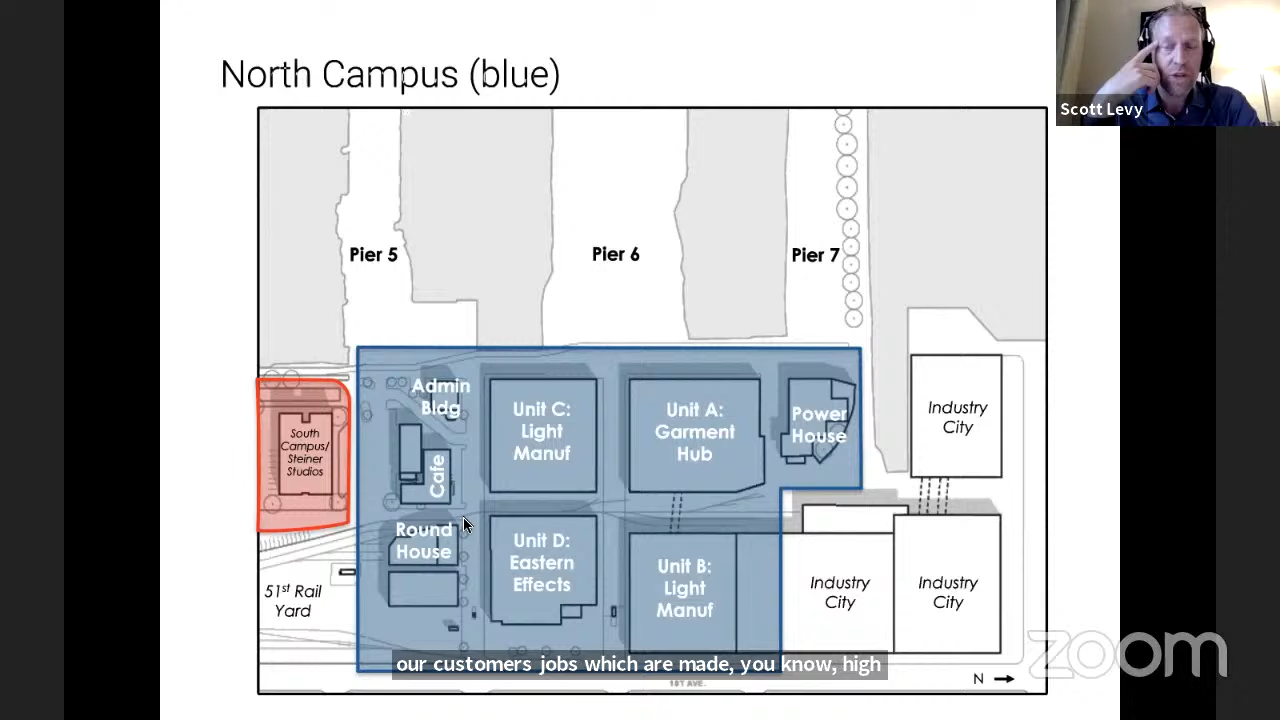 North Campus (blue)
Scott Levy
Pier 5
Pier 6
Pier 7
Admin
Bldg
Unit C:
Light
Manuf
Unit A:
Garment
Hub
Power
House
Industry
City
South
Campus/
Steiner
Studios
Cafe
Round
House
Unit D:
Eastern
Effects
Unit B:
Light
Manuf
Industry
City
Industry
City
51st Rail
Yard
our customers jobs which are made, you know, high
zoom
N
1ST AVE.